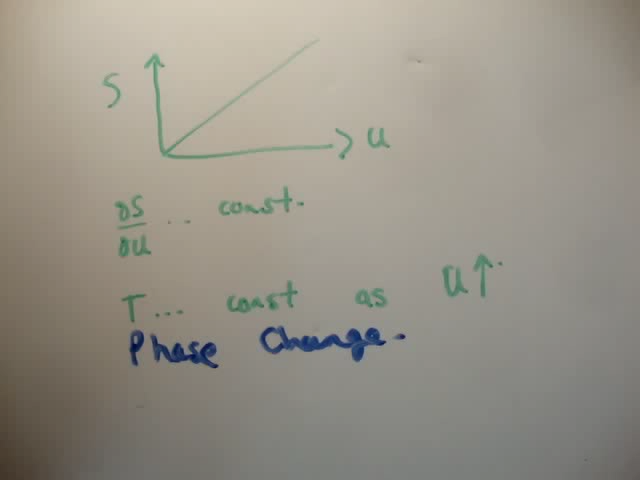 S
u
∂S
∂u ... const.
T... const as u↑.
Phase Change.